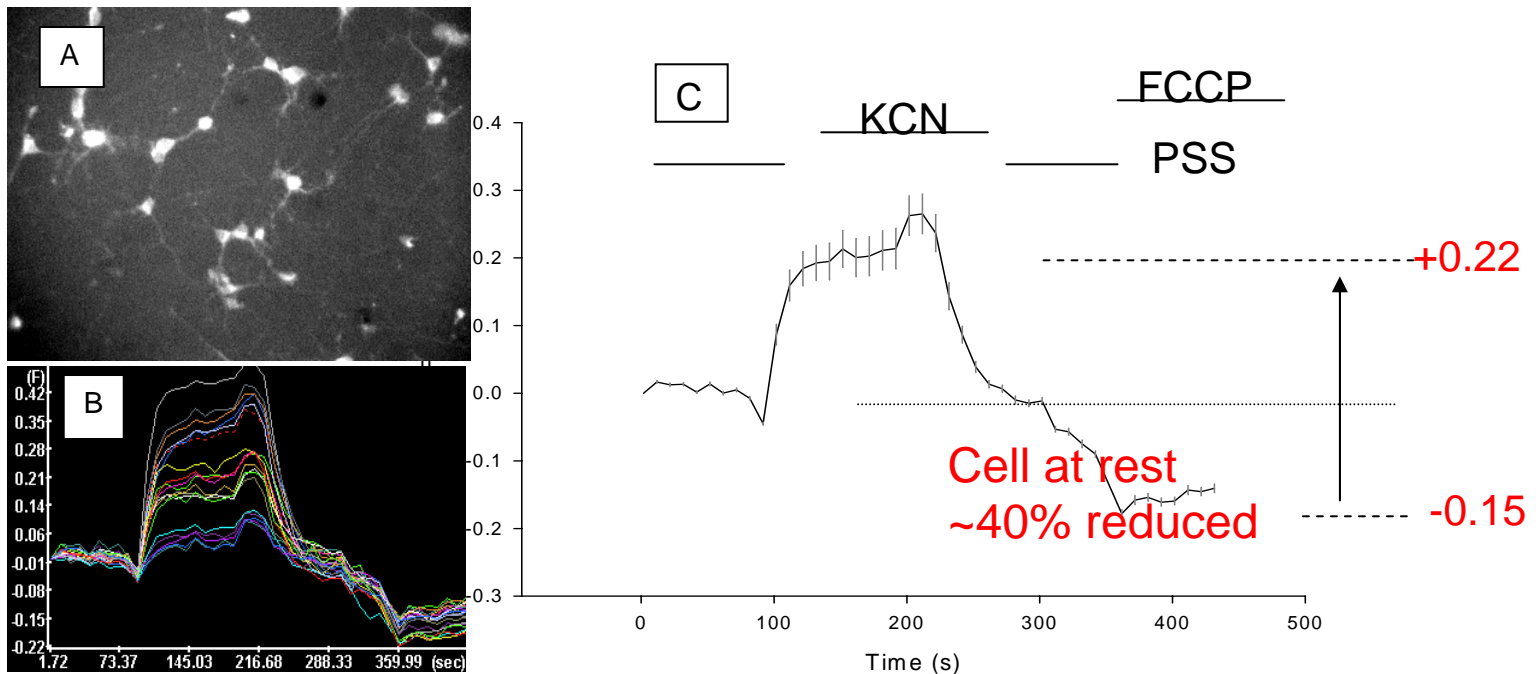 A
(F)
0.42
0.35
0.28
0.21
0.14
0.06
-0.01
-0.08
-0.15
-0.22
B
1.72 73.37 145.03 216.68 288.33 359.99 (sec)
C
KCN
FCCP
PSS
0.4
0.3
0.2
0.1
0.0
-0.1
-0.2
-0.3
+0.22
Cell at rest
~40% reduced
-0.15
0 100 200 300 400 500
Time (s)